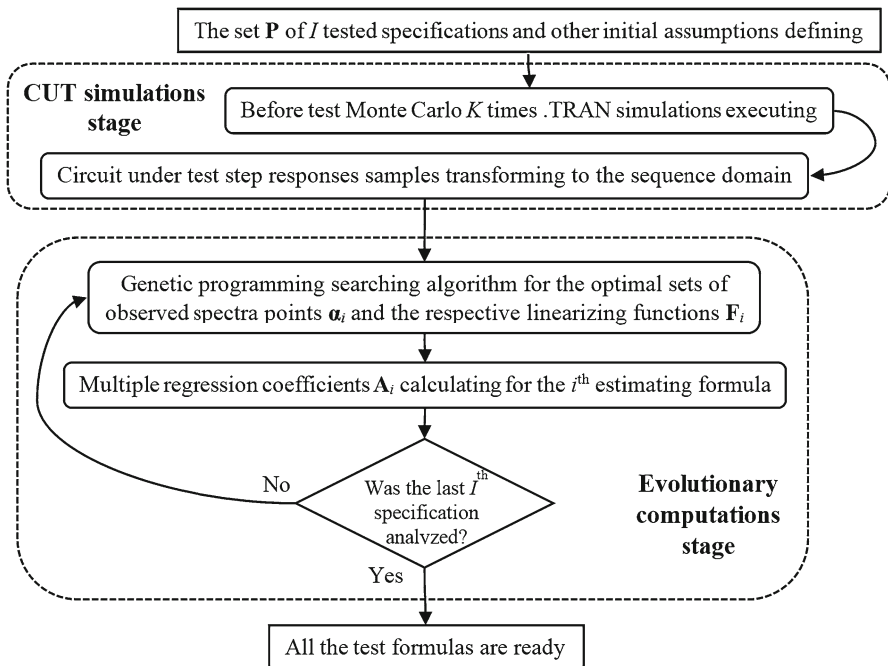 The set P of I tested specifications and other initial assumptions defining
CUT simulations
stage
Before test Monte Carlo K times .TRAN simulations executing
Circuit under test step responses samples transforming to the sequence domain
Genetic programming searching algorithm for the optimal sets of
observed spectra points αi and the respective linearizing functions Fi
Multiple regression coefficients Ai calculating for the ith estimating formula
No
Was the last Ith
specification
analyzed?
Evolutionary
computations
stage
Yes
All the test formulas are ready